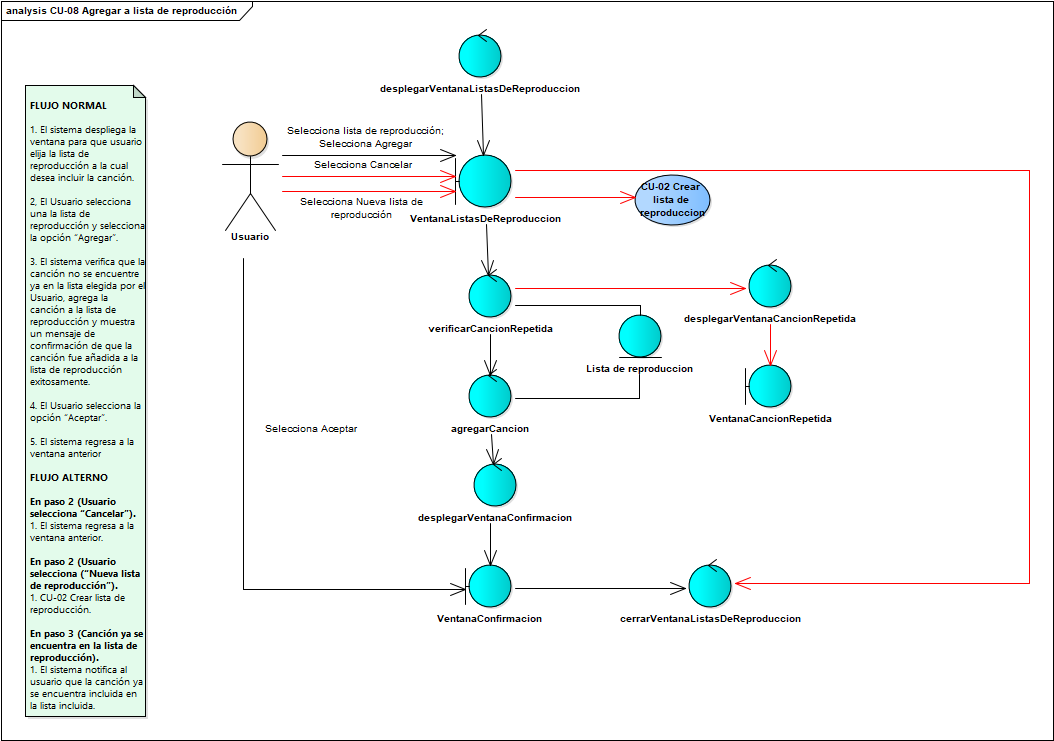 analysis CU-08 Agregar a lista de reproducción
FLUJO NORMAL
1. El sistema despliega la
ventana para que usuario
elija la lista de
reproducción a la cual
desea incluir la canción.
2. El Usuario selecciona
una la lista de
reproducción y selecciona
la opción “Agregar”.
3. El sistema verifica que la
canción no se encuentre
ya en la lista elegida por el
Usuario, agrega la
canción a la lista de
reproducción y muestra
un mensaje de
confirmación de que la
canción fue añadida a la
lista de reproducción
exitosamente.
4. El Usuario selecciona la
opción “Aceptar”.
5. El sistema regresa a la
ventana anterior
FLUJO ALTERNO
En paso 2 (Usuario
selecciona “Cancelar”).
1. El sistema regresa a la
ventana anterior.
En paso 2 (Usuario
selecciona (“Nueva lista
de reproducción”).
1. CU-02 Crear lista de
reproducción.
En paso 3 (Canción ya se
encuentra en la lista de
reproducción).
1. El sistema notifica al
usuario que la canción ya
se encuentra incluida en
la lista incluida.
desplegarVentanaListasDeReproduccion
Selecciona lista de reproducción;
Selecciona Agregar
Selecciona Cancelar
Selecciona Nueva lista de
reproducción
Usuario
VentanaListasDeReproduccion
CU-02 Crear
lista de
reproduccion
verificarCancionRepetida
desplegarVentanaCancionRepetida
Lista de reproduccion
VentanaCancionRepetida
agregarCancion
Selecciona Aceptar
desplegarVentanaConfirmacion
VentanaConfirmacion
cerrarVentanaListasDeReproduccion